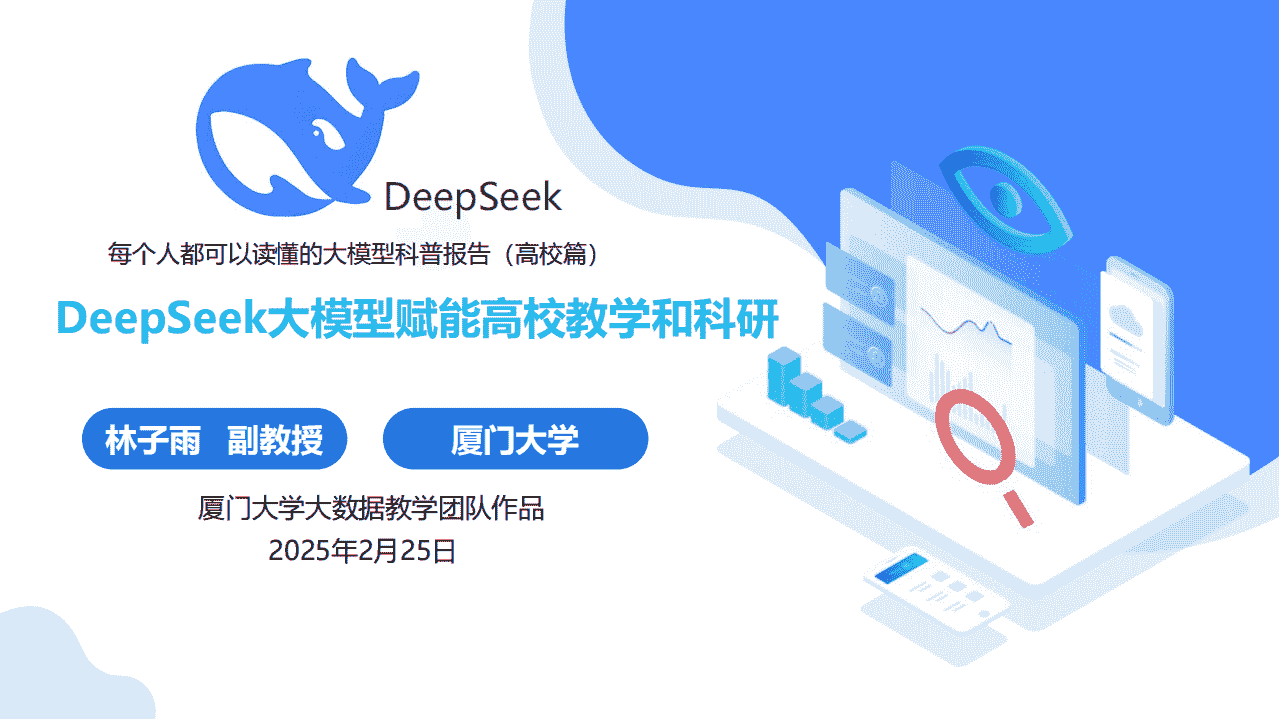 DeepSeek
每个人都可以读懂的大模型科普报告（高校篇）
DeepSeek大模型赋能高校教学和科研
林子雨 副教授
厦门大学
厦门大学大数据教学团队作品
2025年2月25日